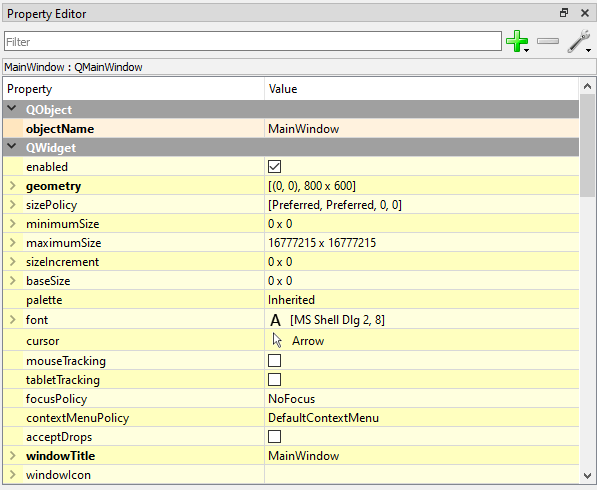 Property Editor
Filter
MainWindow : QMainWindow
Property Value
QObject
objectName MainWindow
QWidget
enabled
geometry [(0, 0), 800 x 600]
sizePolicy [Preferred, Preferred, 0, 0]
minimumSize 0 x 0
maximumSize 16777215 x 16777215
sizeIncrement 0 x 0
baseSize 0 x 0
palette Inherited
font A [MS Shell Dlg 2, 8]
cursor Arrow
mouseTracking
tabletTracking
focusPolicy NoFocus
contextMenuPolicy DefaultContextMenu
acceptDrops
windowTitle MainWindow
windowIcon